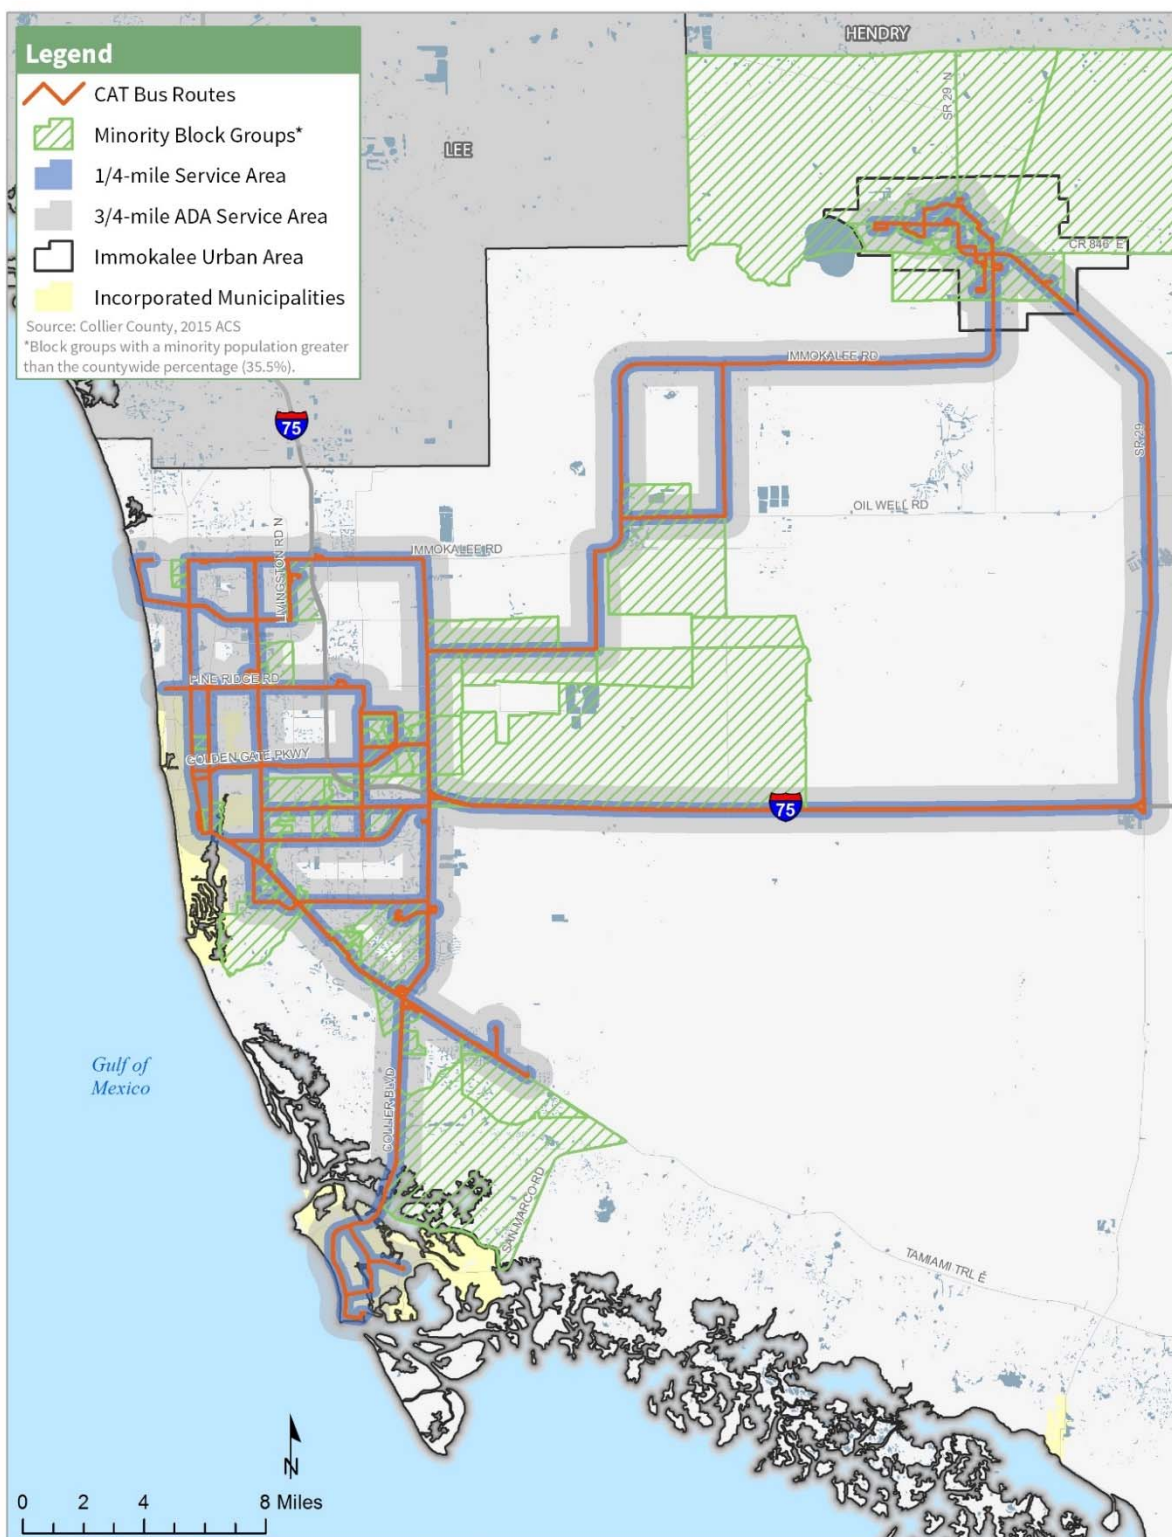 HENDRY
Legend
CAT Bus Routes
Minority Block Groups*
1/4-mile Service Area
3/4-mile ADA Service Area
Immokalee Urban Area
Incorporated Municipalities
Source: Collier County, 2015 ACS
*Block groups with a minority population greater
than the countywide percentage (35.5%).
LEE
SR 29 N
CR 846 E
IMMOKALEE RD
75
SR 29
OIL WELL RD
IMMOKALEE RD
LIVINGSTON RD N
PINE RIDGE RD
GOLDEN GATE PKWY
75
Gulf of
Mexico
COLLIER BLVD
SAN MARCO RD
TAMIAMI TRL E
N
0 2 4 8 Miles